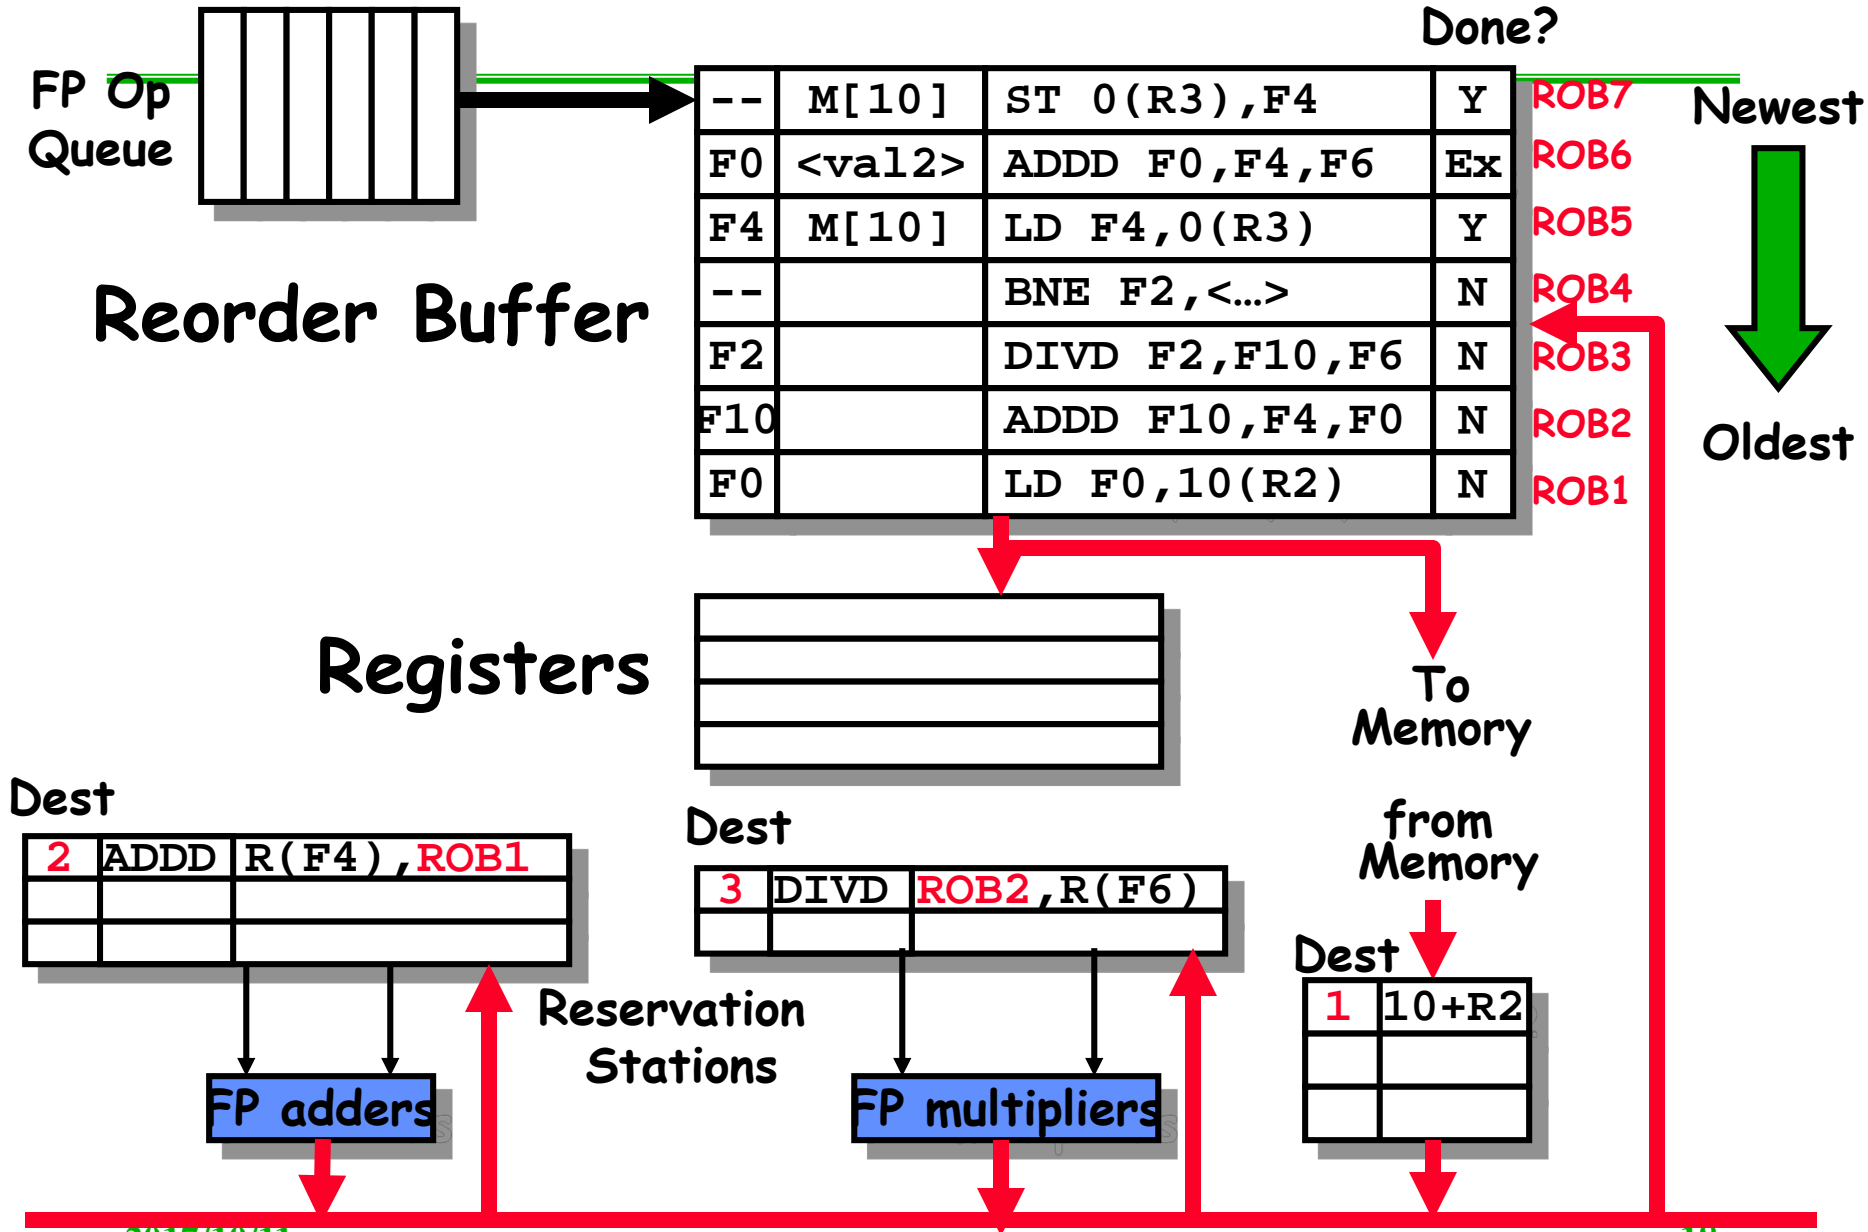 Done?
FP Op
Queue
-- M[10] ST 0(R3),F4 Y ROB7
F0 <val2> ADDD F0,F4,F6 Ex ROB6
F4 M[10] LD F4,0(R3) Y ROB5
-- BNE F2,<…> N ROB4
F2 DIVD F2,F10,F6 N ROB3
F10 ADDD F10,F4,F0 N ROB2
F0 LD F0,10(R2) N ROB1
Newest
Oldest
Reorder Buffer
Registers
To
Memory
Dest
2 ADDD R(F4),ROB1
Dest
3 DIVD ROB2,R(F6)
from
Memory
Dest
1 10+R2
Reservation
Stations
FP adders
FP multipliers